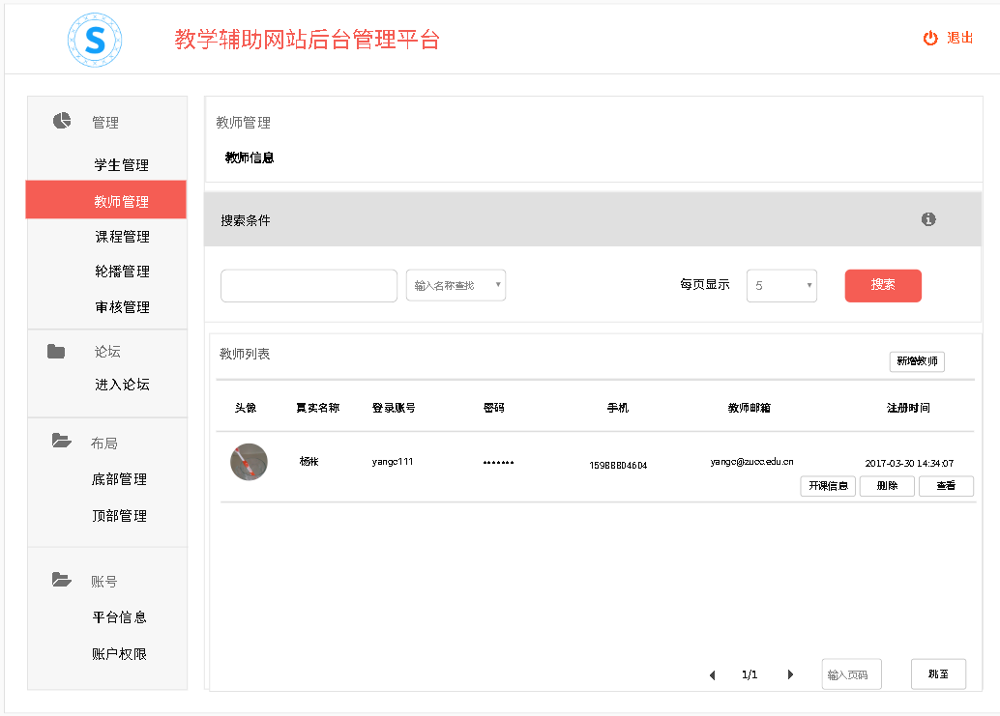 S
教学辅助网站后台管理平台
退出
管理
学生管理
教师管理
课程管理
轮播管理
审核管理
论坛
进入论坛
布局
底部管理
顶部管理
账号
平台信息
账户权限
教师管理
教师信息
搜索条件
输入名称查找
每页显示
5
搜索
教师列表
新增教师
头像 真实名称 登录账号 密码 手机 教师邮箱 注册时间
杨枨 yangc111 ••••••• 15988804604 yangc@zucc.edu.cn 2017-03-30 14:34:07
开课信息 删除 查看
1/1 输入页码 跳至